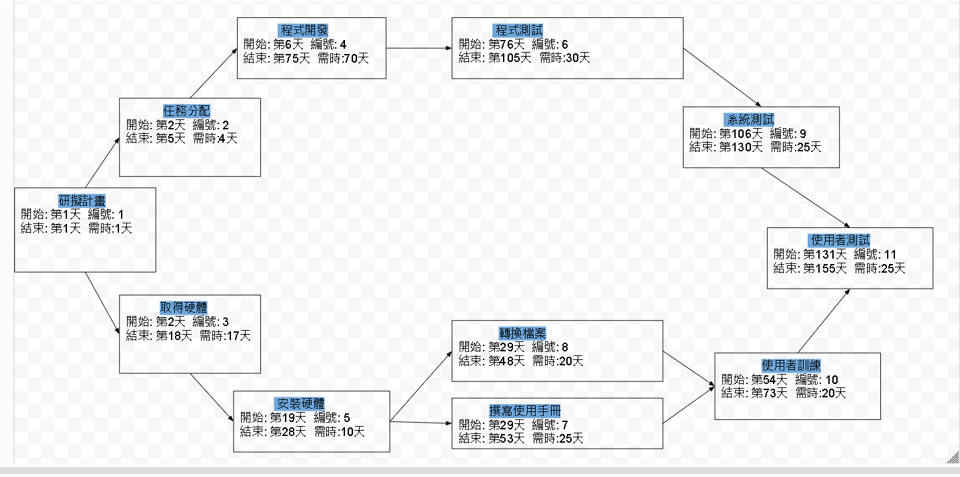 程式開發
開始: 第6天 編號: 4
結束: 第75天 需時:70天
程式測試
開始: 第76天 編號: 6
結束: 第105天 需時:30天
任務分配
開始: 第2天 編號: 2
結束: 第5天 需時:4天
系統測試
開始: 第106天 編號: 9
結束: 第130天 需時:25天
研擬計畫
開始: 第1天 編號: 1
結束: 第1天 需時:1天
使用者測試
開始: 第131天 編號: 11
結束: 第155天 需時:25天
取得硬體
開始: 第2天 編號: 3
結束: 第18天 需時:17天
轉換檔案
開始: 第29天 編號: 8
結束: 第48天 需時:20天
使用者訓練
開始: 第54天 編號: 10
結束: 第73天 需時:20天
安裝硬體
開始: 第19天 編號: 5
結束: 第28天 需時:10天
撰寫使用手冊
開始: 第29天 編號: 7
結束: 第53天 需時:25天